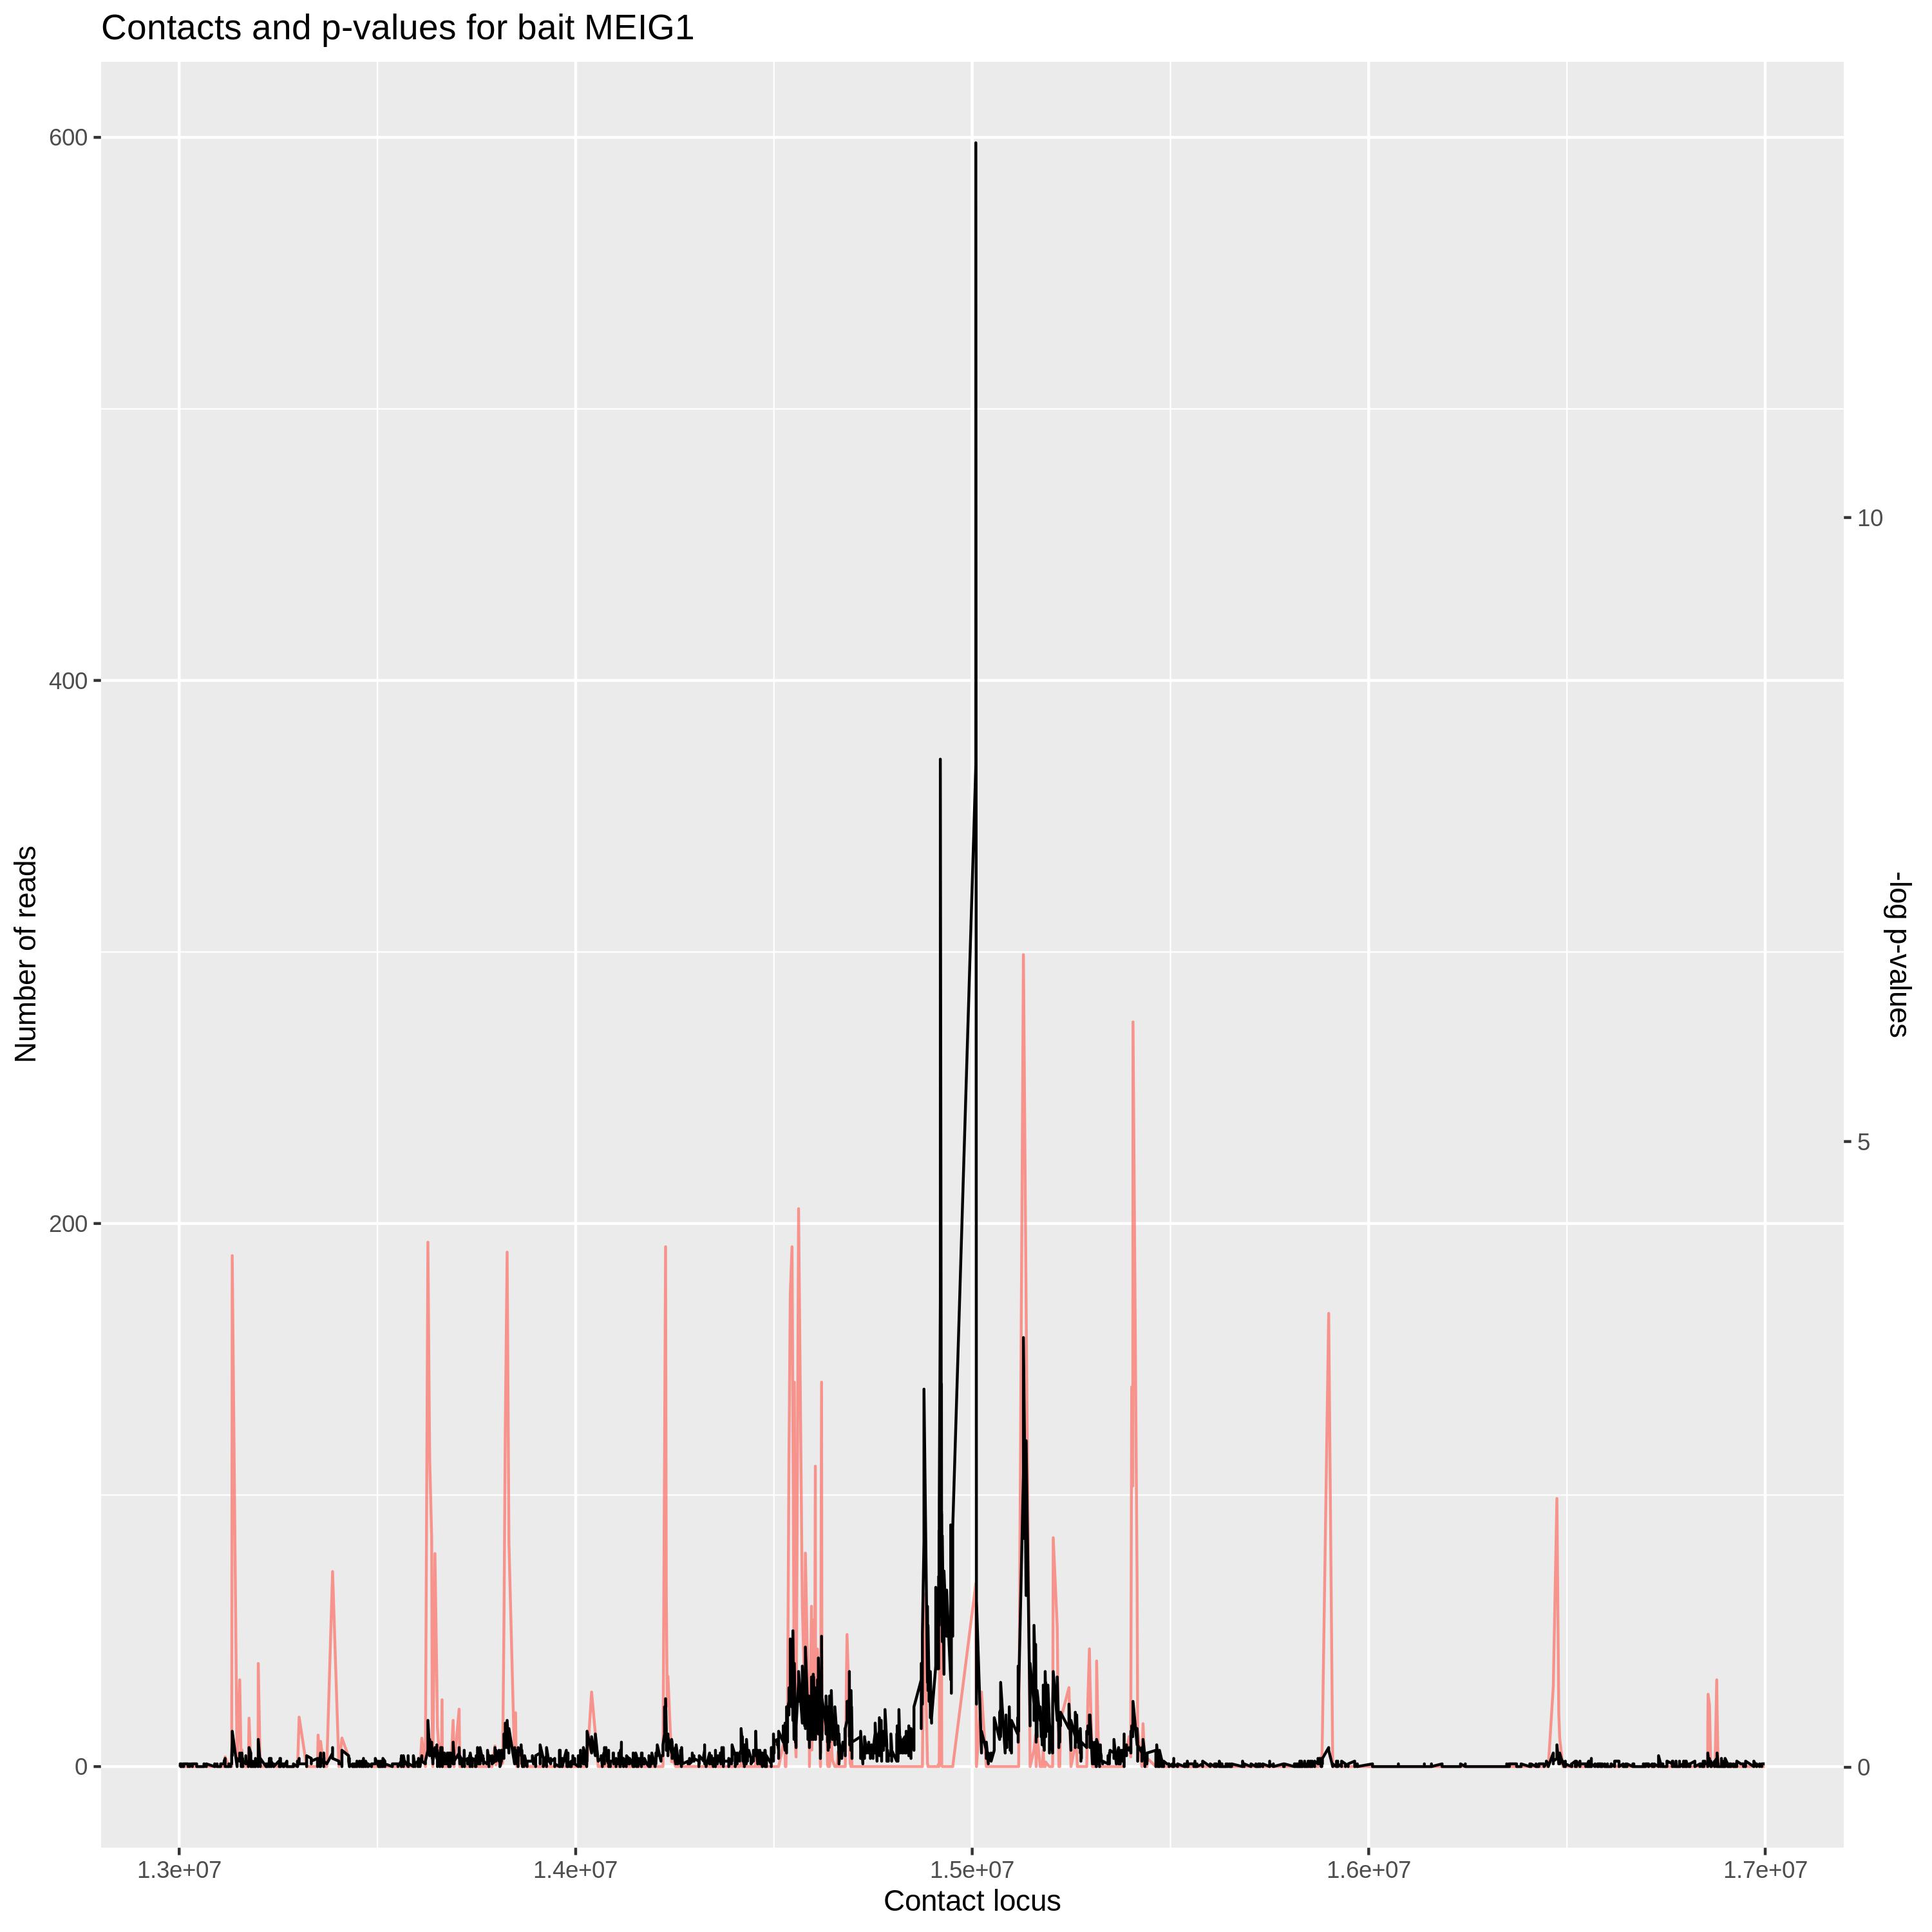 Contacts and p-values for bait MEIG1
600
400
200
0
Number of reads
10
5
0
-log p-values
1.3e+07
1.4e+07
1.5e+07
1.6e+07
1.7e+07
Contact locus